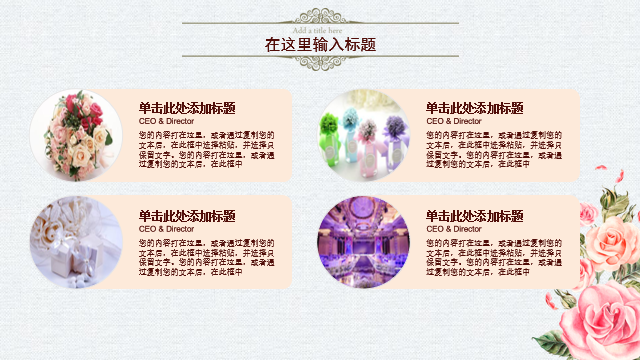 Add a title here
在这里输入标题
单击此处添加标题
CEO & Director
您的内容打在这里，或者通过复制您的
文本后，在此框中选择粘贴，并选择只
保留文字。您的内容打在这里，或者通
过复制您的文本后，在此框中
单击此处添加标题
CEO & Director
您的内容打在这里，或者通过复制您的
文本后，在此框中选择粘贴，并选择只
保留文字。您的内容打在这里，或者通
过复制您的文本后，在此框中
单击此处添加标题
CEO & Director
您的内容打在这里，或者通过复制您的
文本后，在此框中选择粘贴，并选择只
保留文字。您的内容打在这里，或者通
过复制您的文本后，在此框中
单击此处添加标题
CEO & Director
您的内容打在这里，或者通过复制您的
文本后，在此框中选择粘贴，并选择只
保留文字。您的内容打在这里，或者通
过复制您的文本后，在此框中